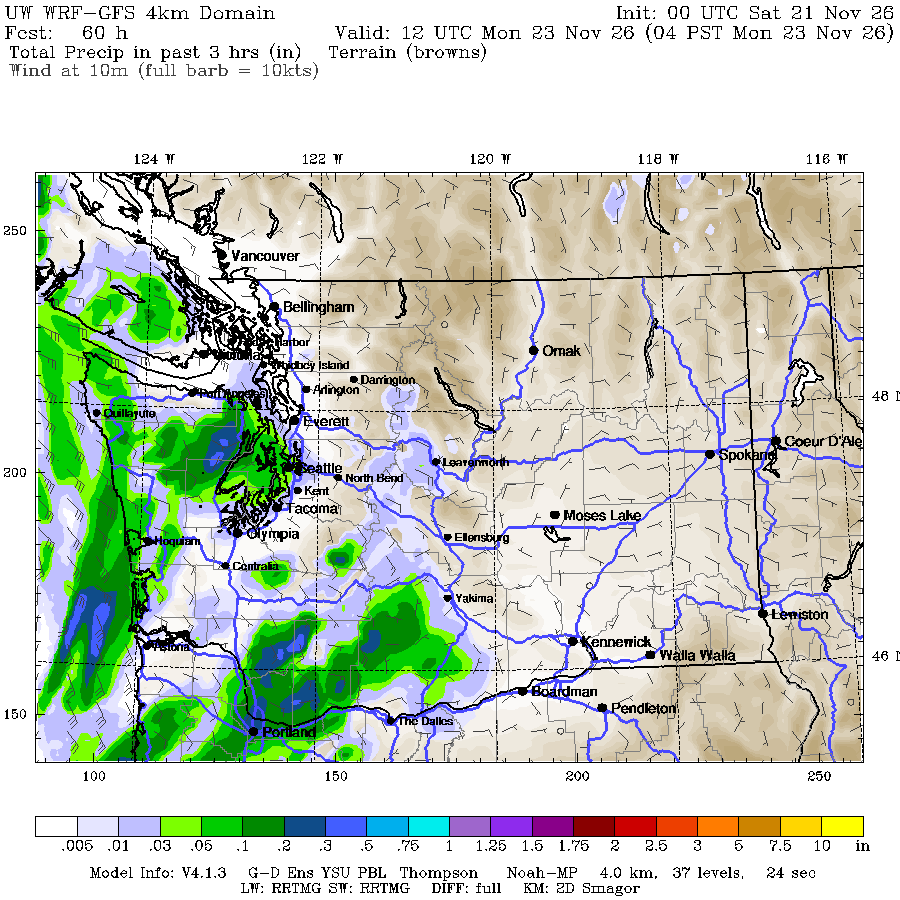 UW WRF-GFS 4km Domain Init: 00 UTC Sat 21 Nov 26
Fcst: 60 h Valid: 12 UTC Mon 23 Nov 26 (04 PST Mon 23 Nov 26)
Total Precip in past 3 hrs (in) Terrain (browns)
Wind at 10m (full barb = 10kts)
124 W 122 W 120 W 118 W 116 W
250
Vancouver
Bellingham
Harbor
Omak
Whidbey Island
Darrington
Arlington
Port Angeles
48 N
Quillayute
Everett
Coeur D'Alene
Spokane
Leavenworth
200
Seattle
North Bend
Kent
Tacoma
Moses Lake
Olympia
Hoquiam
Ellensburg
Centralia
Yakima
Lewiston
Astoria
Kennewick
Walla Walla
46 N
Boardman
Pendleton
150
The Dalles
Portland
100 150 200 250
.005 .01 .03 .05 .1 .2 .3 .5 .75 1 1.25 1.5 1.75 2 2.5 3 5 7.5 10 in
Model Info: V4.1.3 G-D Ens YSU PBL Thompson Noah-MP 4.0 km, 37 levels, 24 sec
LW: RRTMG SW: RRTMG DIFF: full KM: 2D Smagor